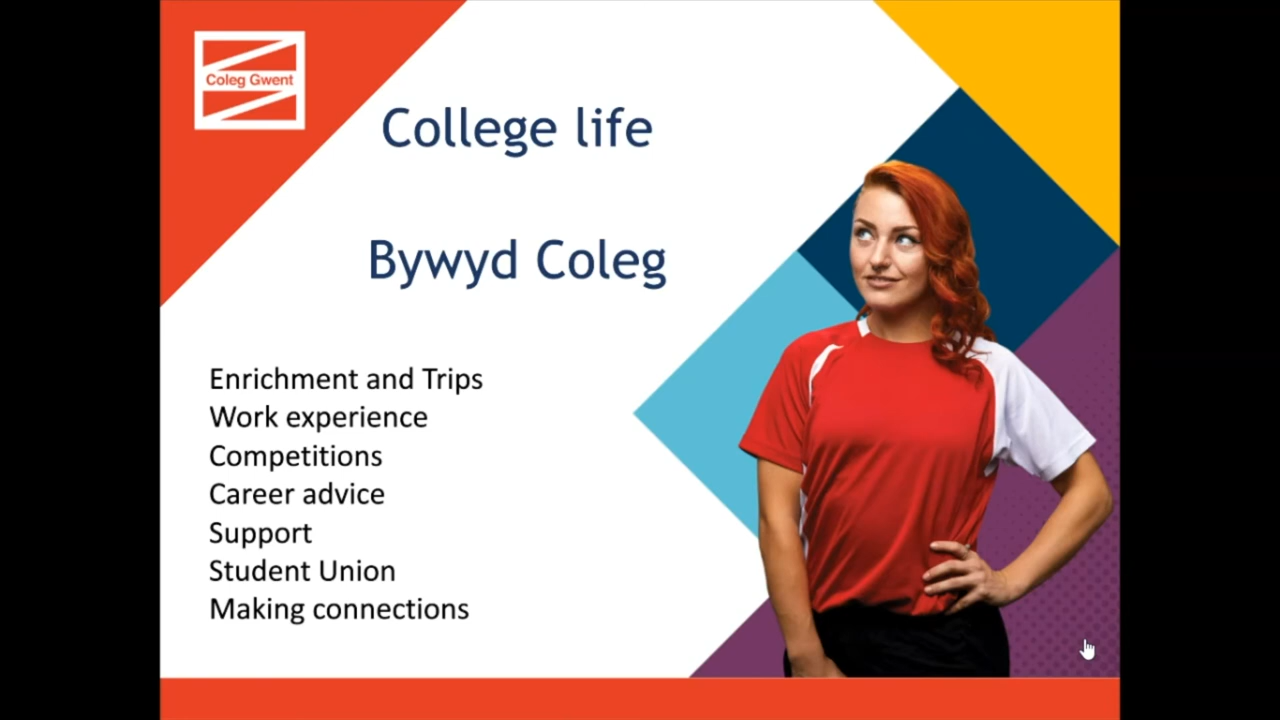 Coleg Gwent
College life
Bywyd Coleg
Enrichment and Trips
Work experience
Competitions
Career advice
Support
Student Union
Making connections